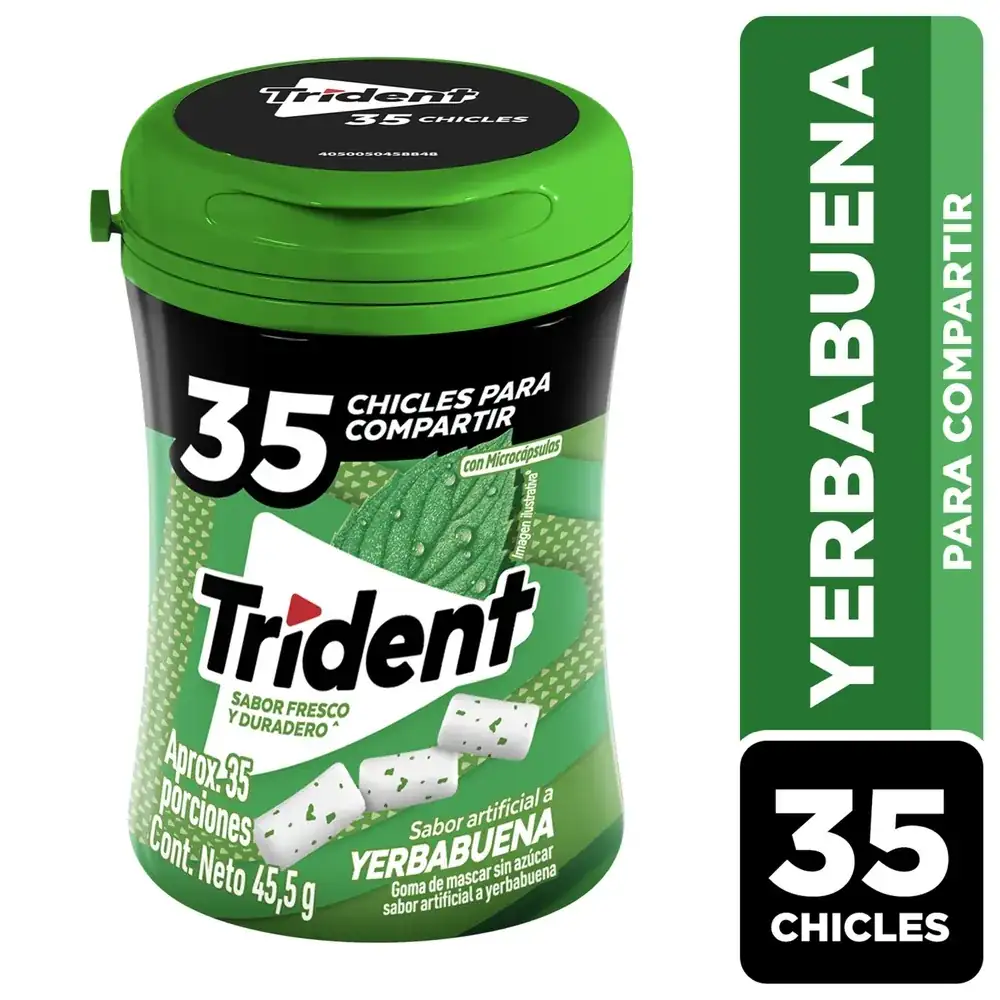 Trident
35 CHICLES
4050050458848
35 CHICLES PARA
COMPARTIR
con Microcápsulas
Imagen ilustrativa*
Trident
SABOR FRESCO
Y DURADERO^
Aprox. 35
porciones
Cont. Neto 45,5 g
Sabor artificial a
YERBABUENA
Goma de mascar sin azúcar
sabor artificial a yerbabuena
YERBABUENA
PARA COMPARTIR
35
CHICLES